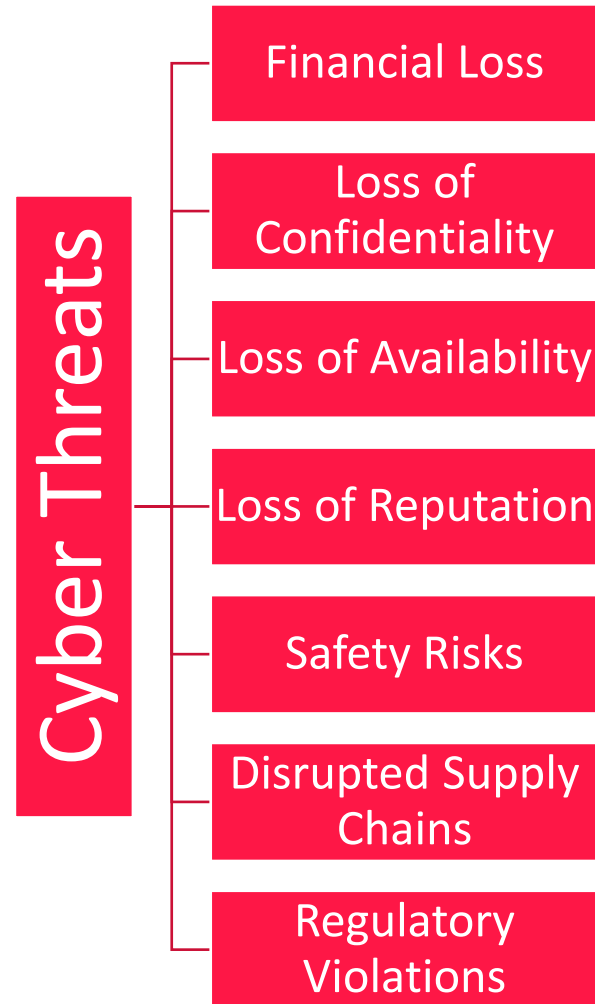 Cyber Threats
Financial Loss
Loss of
Confidentiality
Loss of Availability
Loss of Reputation
Safety Risks
Disrupted Supply
Chains
Regulatory
Violations